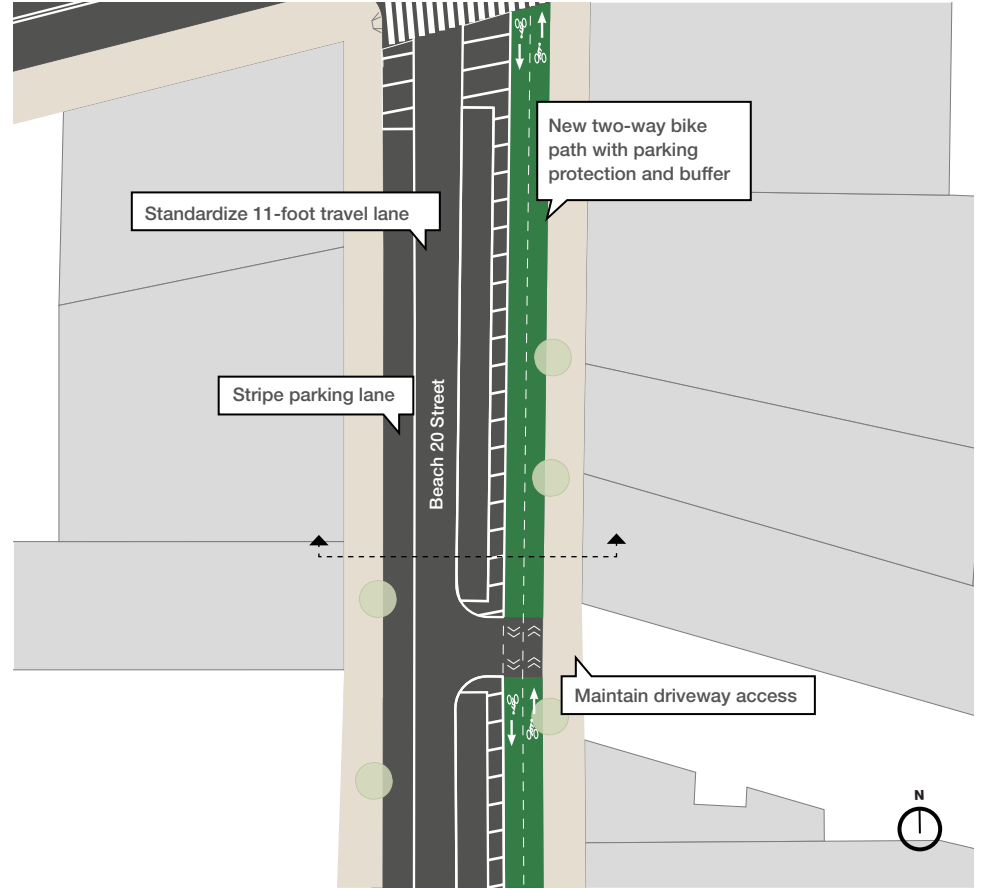 New two-way bike
path with parking
protection and buffer
Standardize 11-foot travel lane
Stripe parking lane
Beach 20 Street
Maintain driveway access
N